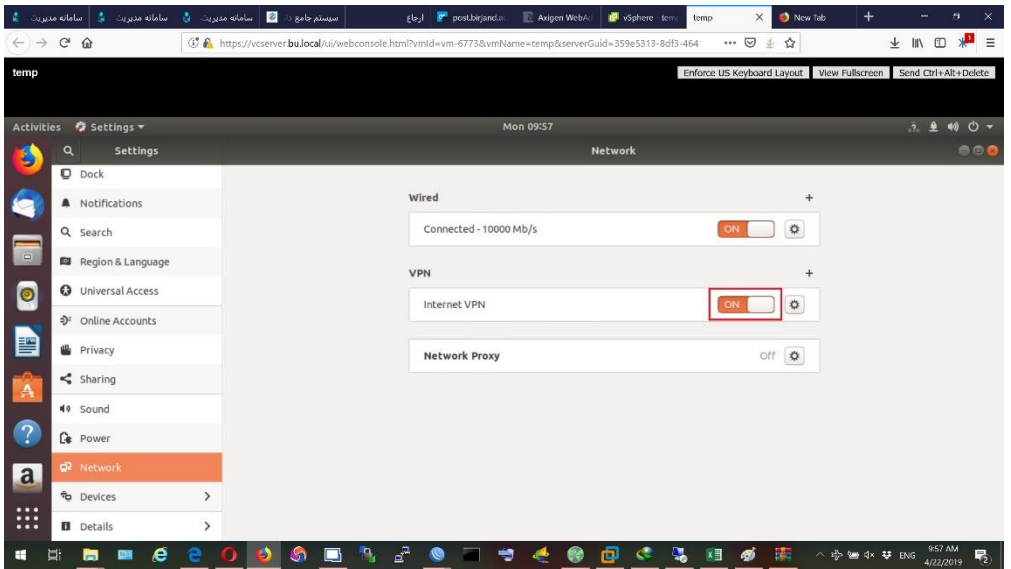 سامانه مدیریت
سامانه مدیریت
سامانه مدیریت
سیستم جامع دا
ارجاع
post.birjand.ac
Axigen WebAd
vSphere
temp
New Tab
https://vcserver.bu.local/ui/webconsole.html?vmId=vm-6773&vmName=temp&serverGuid=359e5313-8df3-464
temp
Enforce US Keyboard Layout View Fullscreen Send Ctrl+Alt+Delete
Activities Settings Mon 09:57
Settings Network
Dock
Notifications
Search
Region & Language
Universal Access
Online Accounts
Privacy
Sharing
Sound
Power
Network
Devices
Details
Wired
Connected - 10000 Mb/s ON
VPN
Internet VPN ON
Network Proxy Off
ENG
9:57 AM
4/22/2019